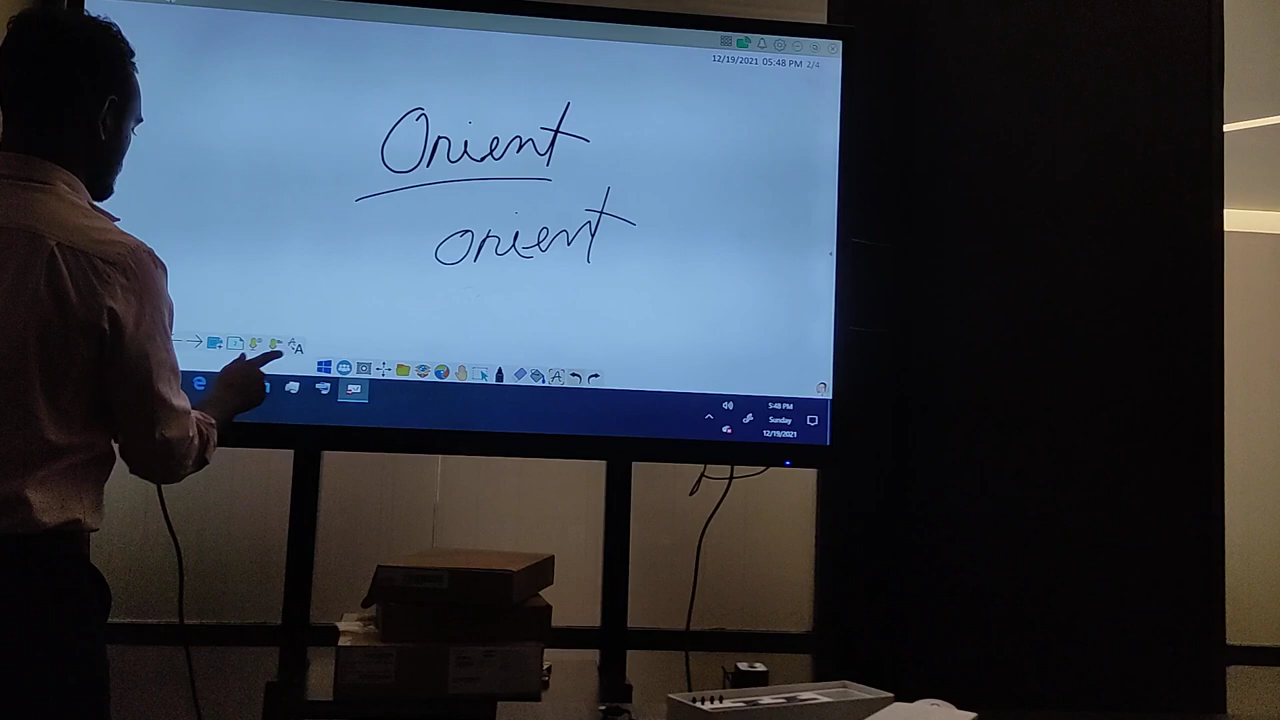 12/19/2021 05:48 PM 2/4
Orient
orient
5:48 PM
Sunday
12/19/2021